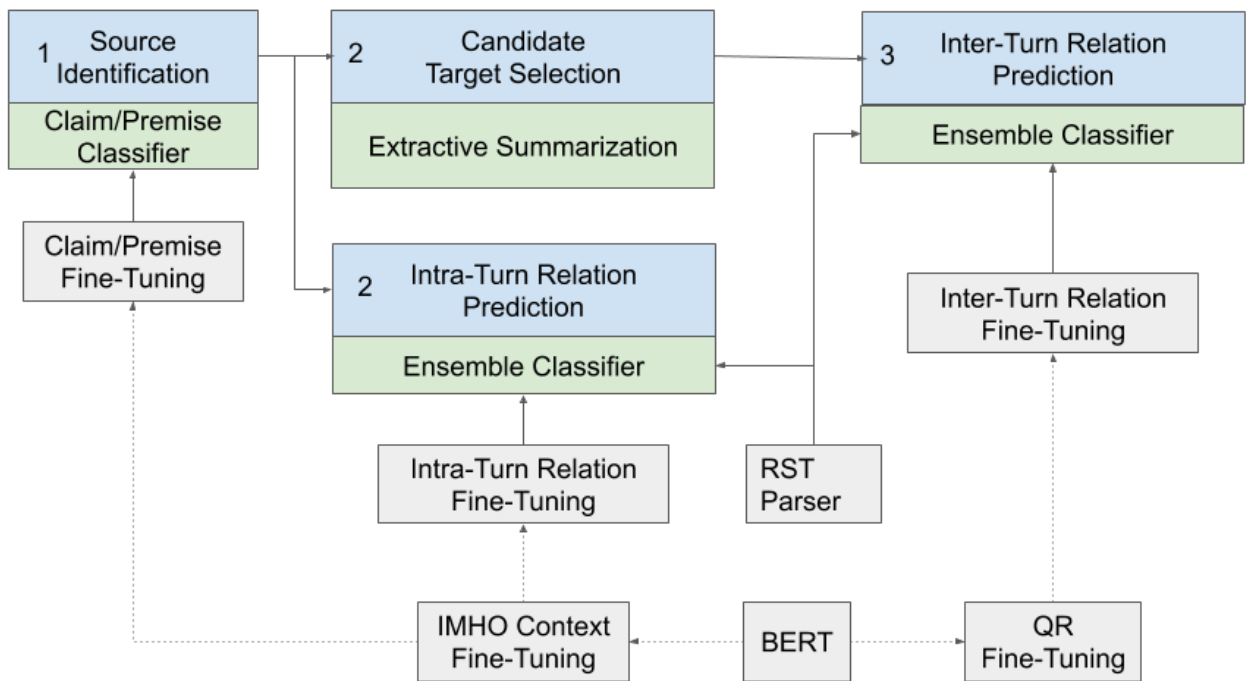 1
Source
Identification
Claim/Premise
Classifier
Claim/Premise
Fine-Tuning
2
Candidate
Target Selection
Extractive Summarization
2
Intra-Turn Relation
Prediction
Ensemble Classifier
Intra-Turn Relation
Fine-Tuning
3
Inter-Turn Relation
Prediction
Ensemble Classifier
Inter-Turn Relation
Fine-Tuning
RST
Parser
IMHO Context
Fine-Tuning
BERT
QR
Fine-Tuning